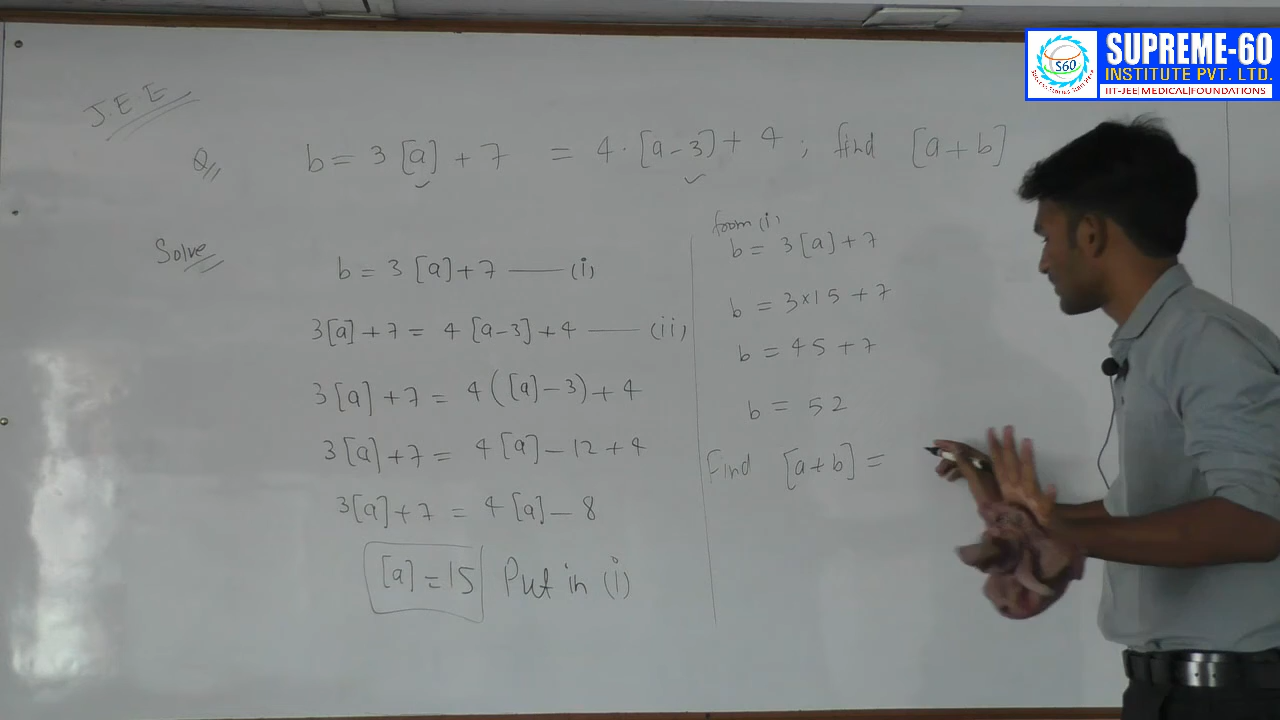 SUPREME-60
INSTITUTE PVT. LTD.
IIT-JEE|MEDICAL|FOUNDATIONS
S60
J.E.E
Q, b = 3 [a] + 7 = 4 · [a-3] + 4 ; find [a+b]
Solve
b = 3 [a] + 7 —— (i)
3[a] + 7 = 4 [a-3] + 4 —— (ii)
3[a] + 7 = 4 ([a] - 3) + 4
3[a] + 7 = 4[a] - 12 + 4
3[a] + 7 = 4 [a] - 8
[a] = 15 Put in (i)
from (i)
b = 3[a] + 7
b = 3×15 + 7
b = 45 + 7
b = 52
Find [a+b] =